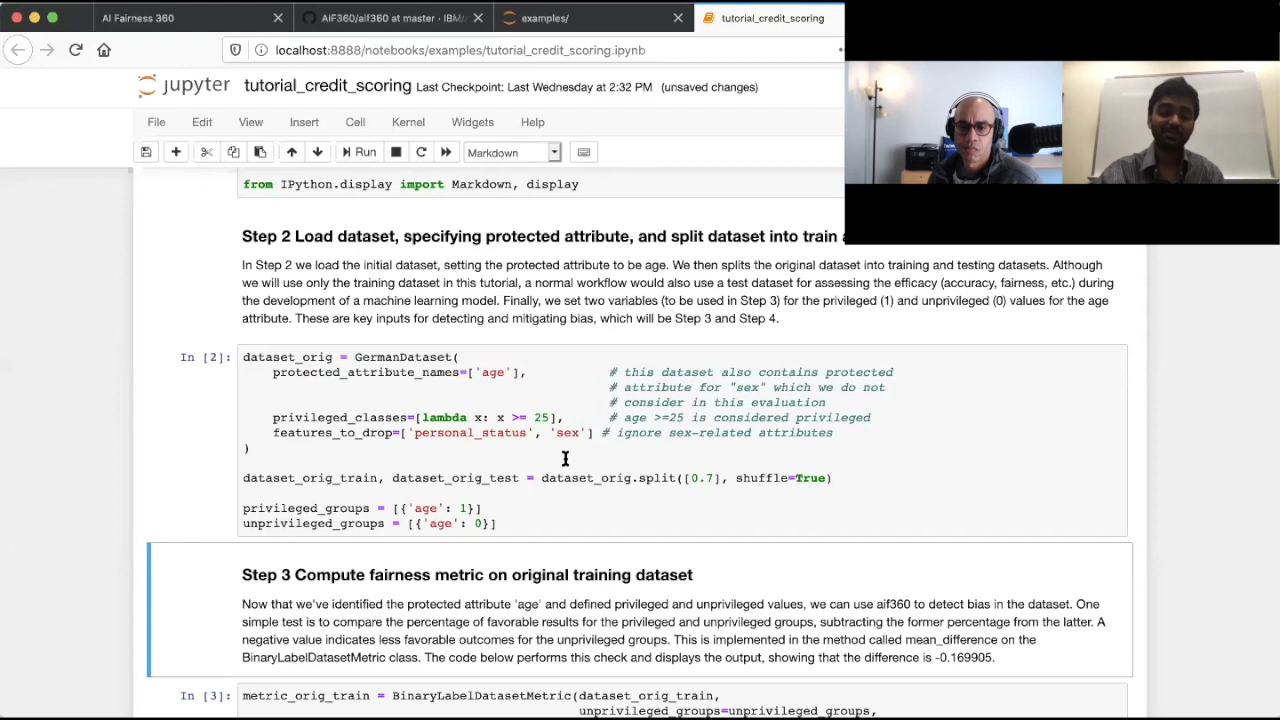 AI Fairness 360
AIF360/aif360 at master · IBM/
examples/
tutorial_credit_scoring
localhost:8888/notebooks/examples/tutorial_credit_scoring.ipynb
jupyter tutorial_credit_scoring Last Checkpoint: Last Wednesday at 2:32 PM (unsaved changes)
File Edit View Insert Cell Kernel Widgets Help
Run Markdown
from IPython.display import Markdown, display
Step 2 Load dataset, specifying protected attribute, and split dataset into train
In Step 2 we load the initial dataset, setting the protected attribute to be age. We then splits the original dataset into training and testing datasets. Although
we will use only the training dataset in this tutorial, a normal workflow would also use a test dataset for assessing the efficacy (accuracy, fairness, etc.) during
the development of a machine learning model. Finally, we set two variables (to be used in Step 3) for the privileged (1) and unprivileged (0) values for the age
attribute. These are key inputs for detecting and mitigating bias, which will be Step 3 and Step 4.
In [2]: dataset_orig = GermanDataset(
protected_attribute_names=['age'], # this dataset also contains protected
# attribute for "sex" which we do not
# consider in this evaluation
privileged_classes=[lambda x: x >= 25], # age >=25 is considered privileged
features_to_drop=['personal_status', 'sex'] # ignore sex-related attributes
)
dataset_orig_train, dataset_orig_test = dataset_orig.split([0.7], shuffle=True)
privileged_groups = [{'age': 1}]
unprivileged_groups = [{'age': 0}]
Step 3 Compute fairness metric on original training dataset
Now that we've identified the protected attribute 'age' and defined privileged and unprivileged values, we can use aif360 to detect bias in the dataset. One
simple test is to compare the percentage of favorable results for the privileged and unprivileged groups, subtracting the former percentage from the latter. A
negative value indicates less favorable outcomes for the unprivileged groups. This is implemented in the method called mean_difference on the
BinaryLabelDatasetMetric class. The code below performs this check and displays the output, showing that the difference is -0.169905.
In [3]: metric_orig_train = BinaryLabelDatasetMetric(dataset_orig_train,
unprivileged_groups=unprivileged_groups,